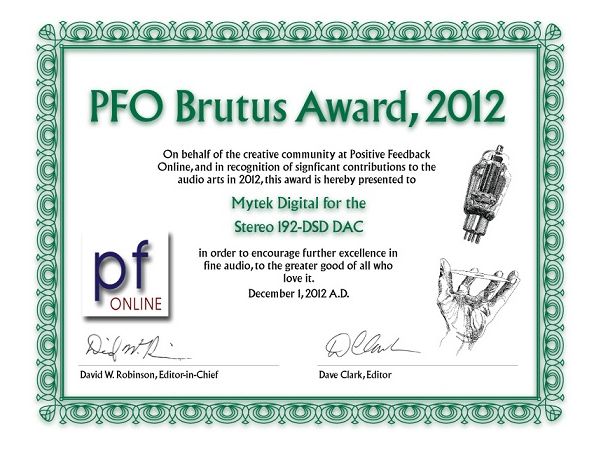 PFO Brutus Award, 2012
On behalf of the creative community at Positive Feedback
Online, and in recognition of signficant contributions to the
audio arts in 2012, this award is hereby presented to
Mytek Digital for the
Stereo 192-DSD DAC
in order to encourage further excellence in
fine audio, to the greater good of all who
love it.
December 1, 2012 A.D.
pf
ONLINE
David W. Robinson, Editor-in-Chief
Dave Clark, Editor